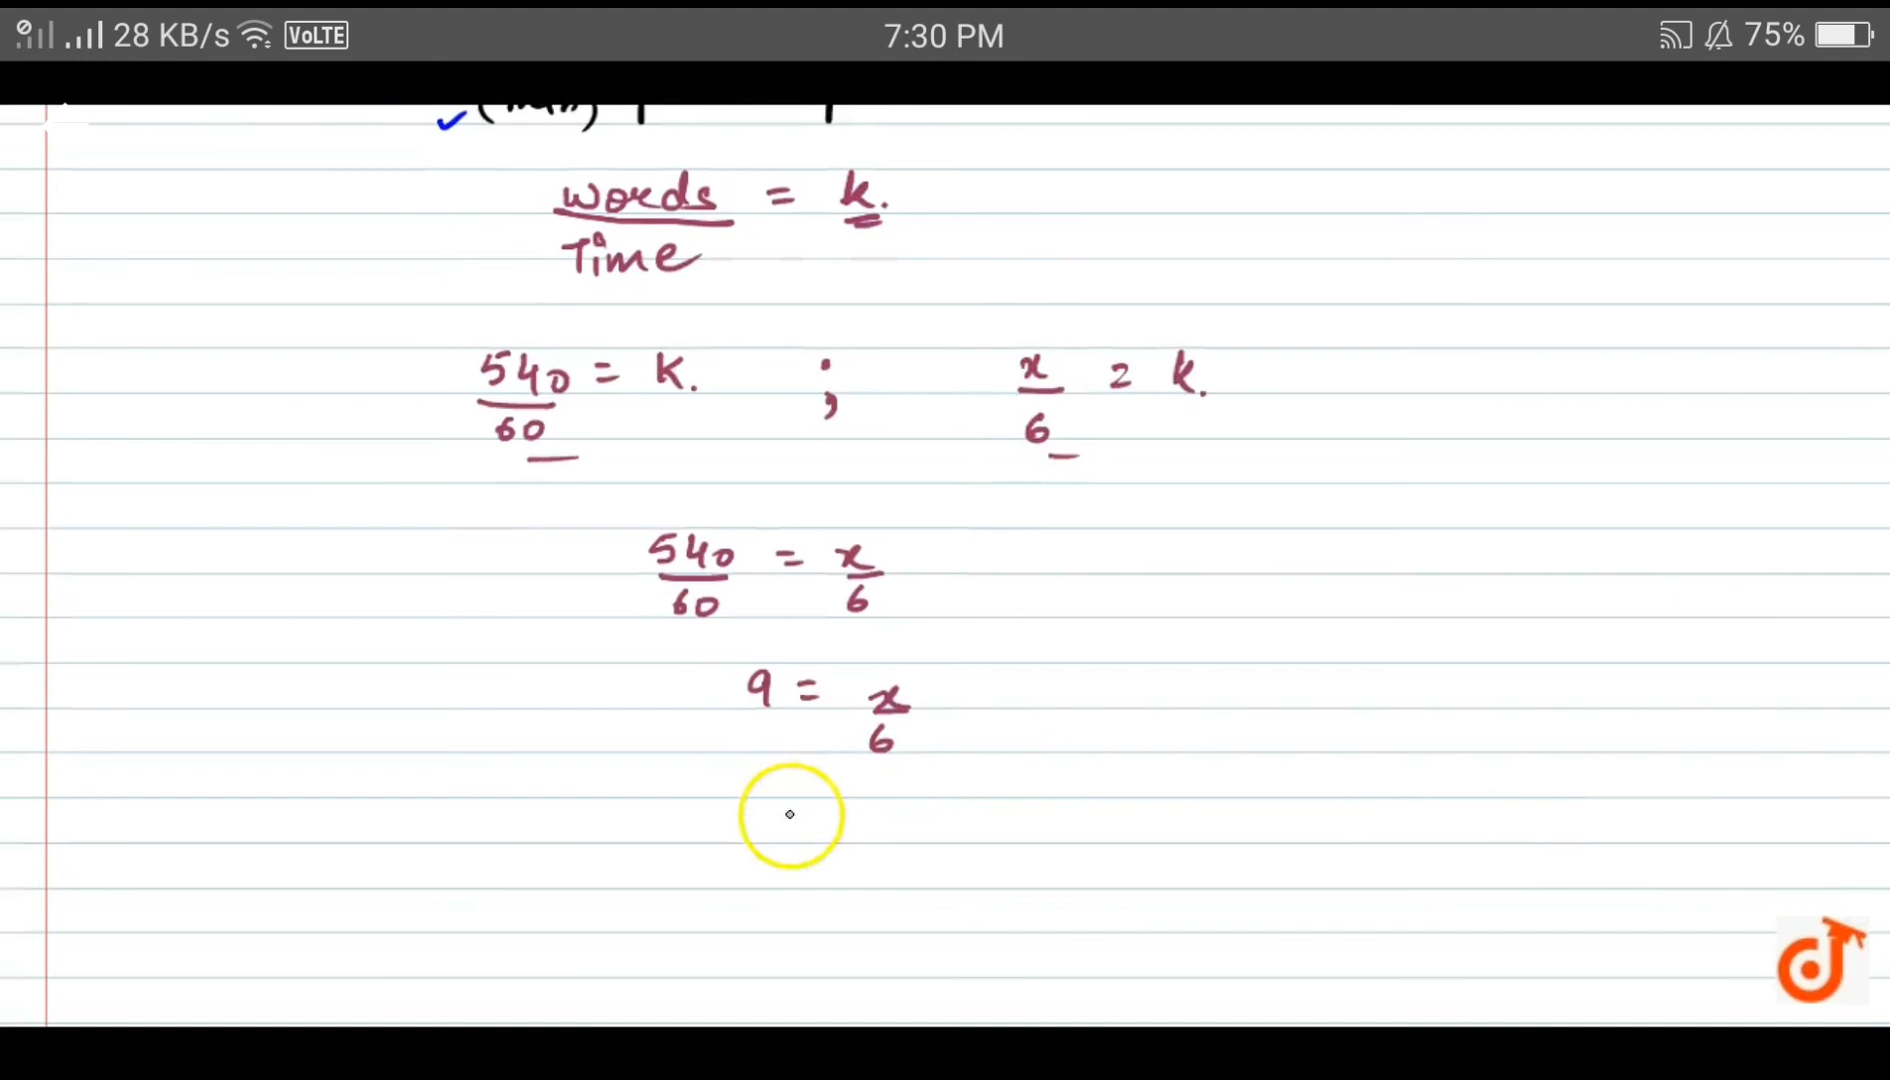 28 KB/s VoLTE 7:30 PM 75%
words = k.
Time
540 = K. ; x = k.
60 6
540 = x
60 6
9 = x
6